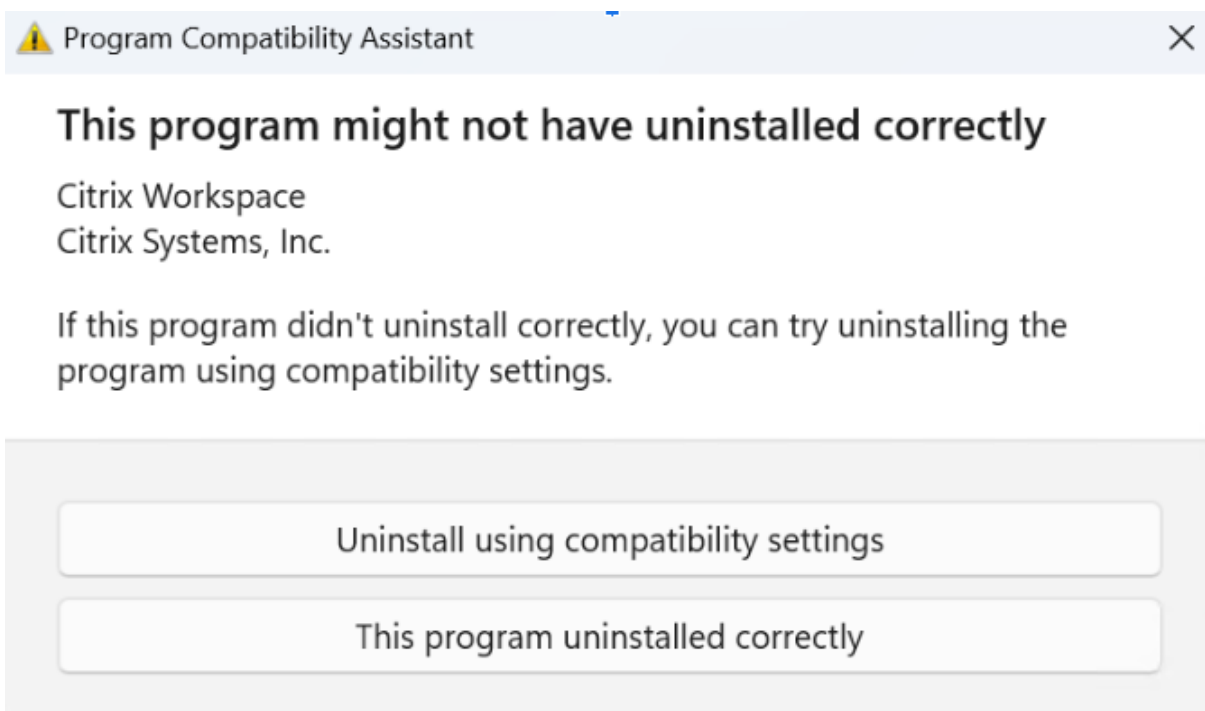 Program Compatibility Assistant
This program might not have uninstalled correctly
Citrix Workspace
Citrix Systems, Inc.
If this program didn't uninstall correctly, you can try uninstalling the
program using compatibility settings.
Uninstall using compatibility settings
This program uninstalled correctly